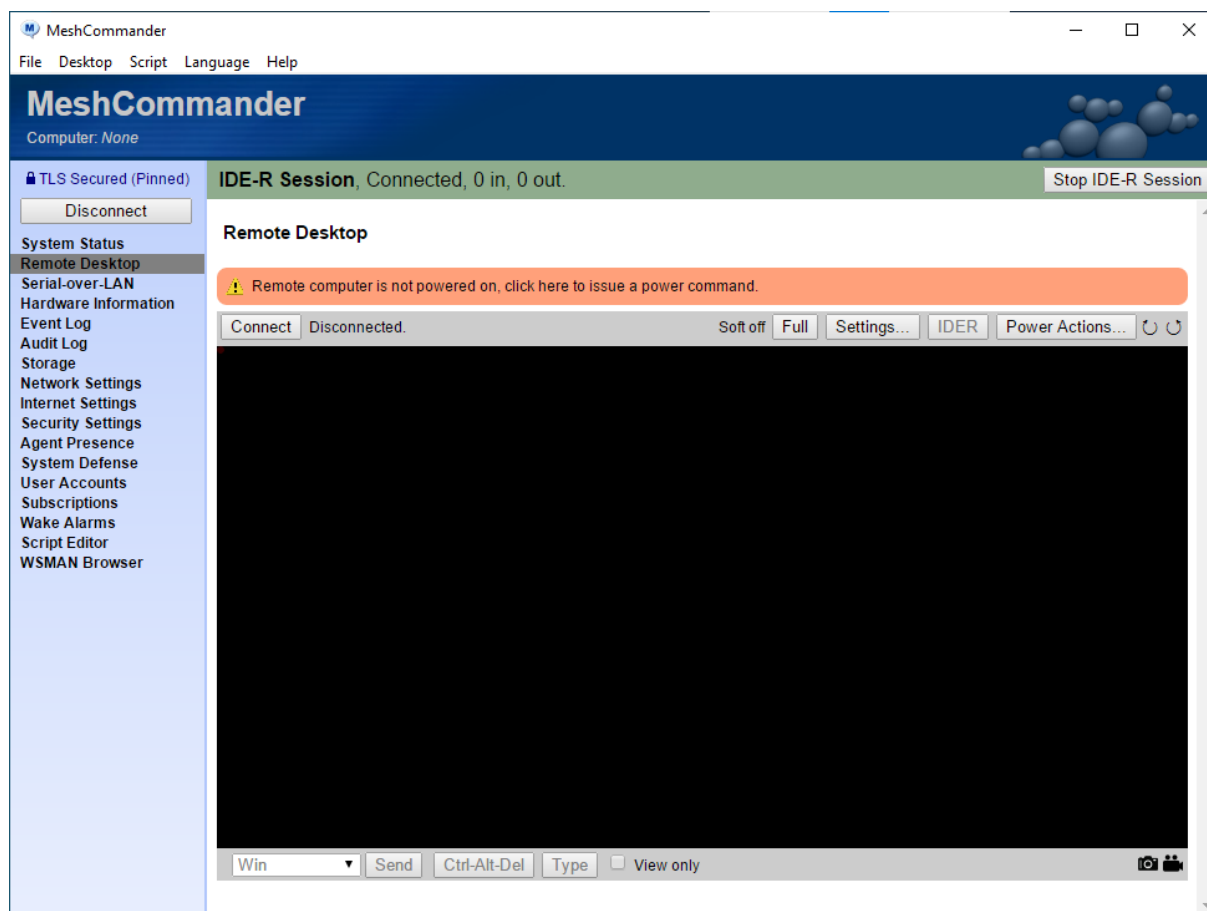 MeshCommander
File Desktop Script Language Help
MeshCommander
Computer: None
TLS Secured (Pinned)
Disconnect
System Status
Remote Desktop
Serial-over-LAN
Hardware Information
Event Log
Audit Log
Storage
Network Settings
Internet Settings
Security Settings
Agent Presence
System Defense
User Accounts
Subscriptions
Wake Alarms
Script Editor
WSMAN Browser
IDE-R Session, Connected, 0 in, 0 out.
Stop IDE-R Session
Remote Desktop
Remote computer is not powered on, click here to issue a power command.
Connect Disconnected. Soft off Full Settings... IDER Power Actions...
Win Send Ctrl-Alt-Del Type View only